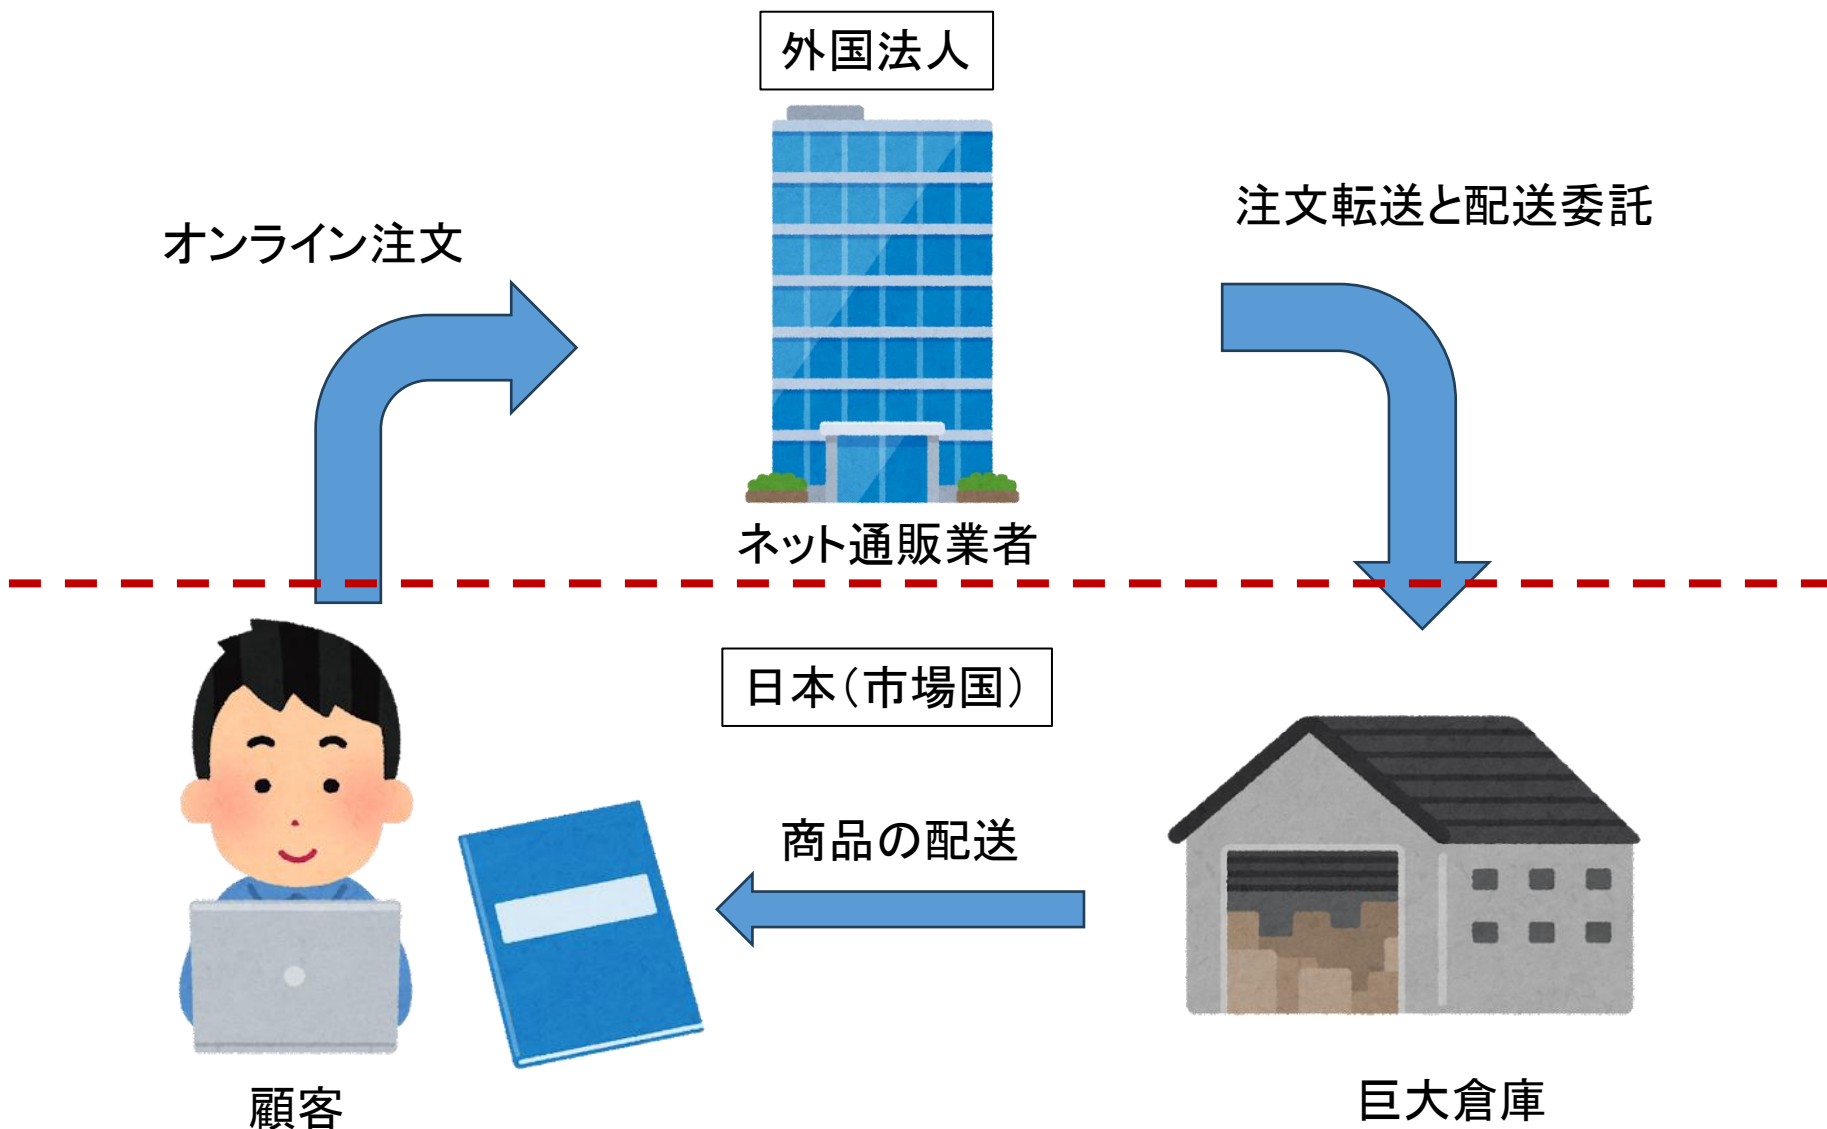 外国法人
オンライン注文
注文転送と配送委託
ネット通販業者
日本（市場国）
商品の配送
顧客
巨大倉庫